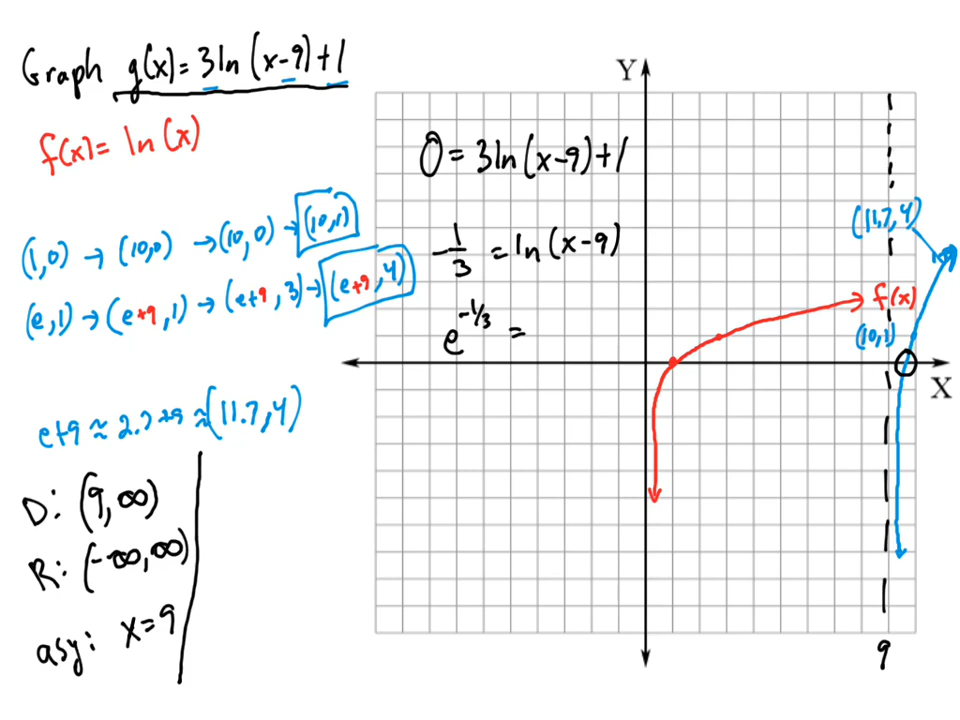 Graph g(x)=3ln(x-9)+1
f(x)=ln(x)
(1,0)→(10,0)→(10,0)→(10,1)
(e,1)→(e+9,1)→(e+9,3)→(e+9,4)
e+9≈2.7+9≈(11.7,4)
D: (9,∞)
R: (-∞,∞)
asy: x=9
0=3ln(x-9)+1
-1/3=ln(x-9)
e^-1/3=
Y
(11.7,4)
f(x)
(10,1)
X
9